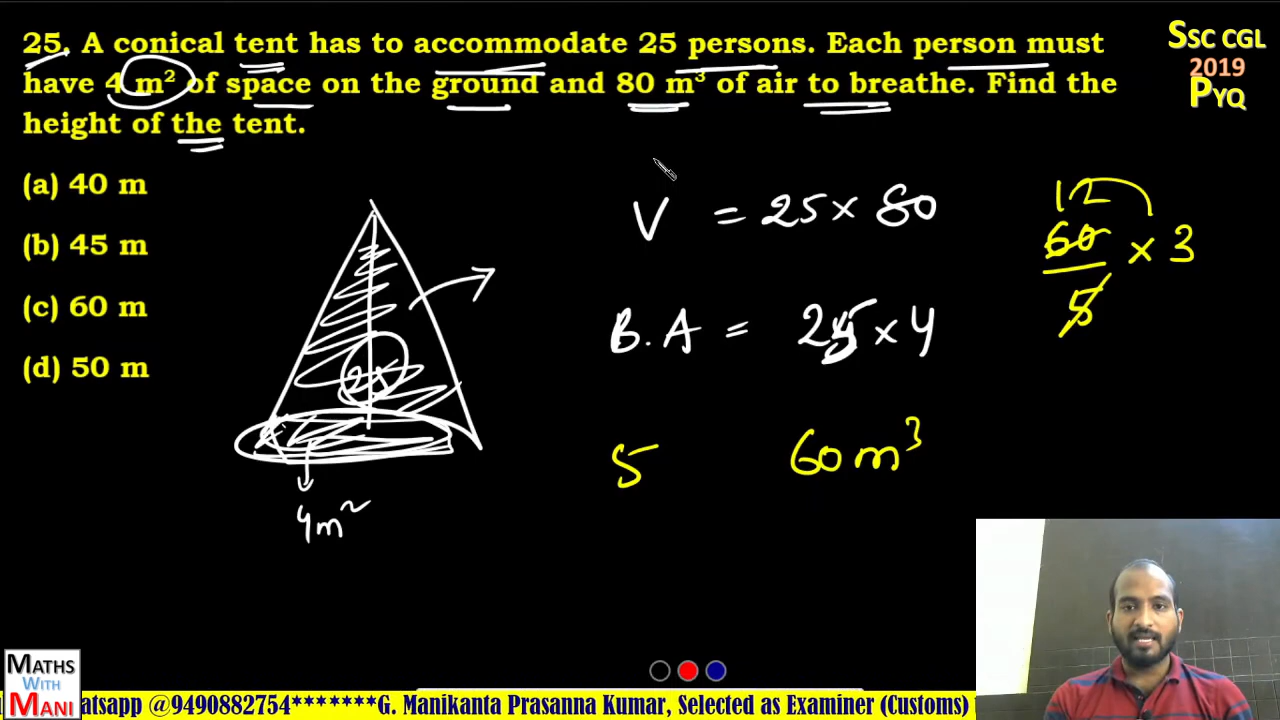 25. A conical tent has to accommodate 25 persons. Each person must
have 4 m² of space on the ground and 80 m³ of air to breathe. Find the
height of the tent.
SSC CGL
2019
PYQ
(a) 40 m
(b) 45 m
(c) 60 m
(d) 50 m
V = 25 × 80
B.A = 25 × 4
5 60 m³
12
60/5 × 3
25
4m²
MATHS
WITH
MANI
atsapp @9490882754*******G. Manikanta Prasanna Kumar, Selected as Examiner (Customs)